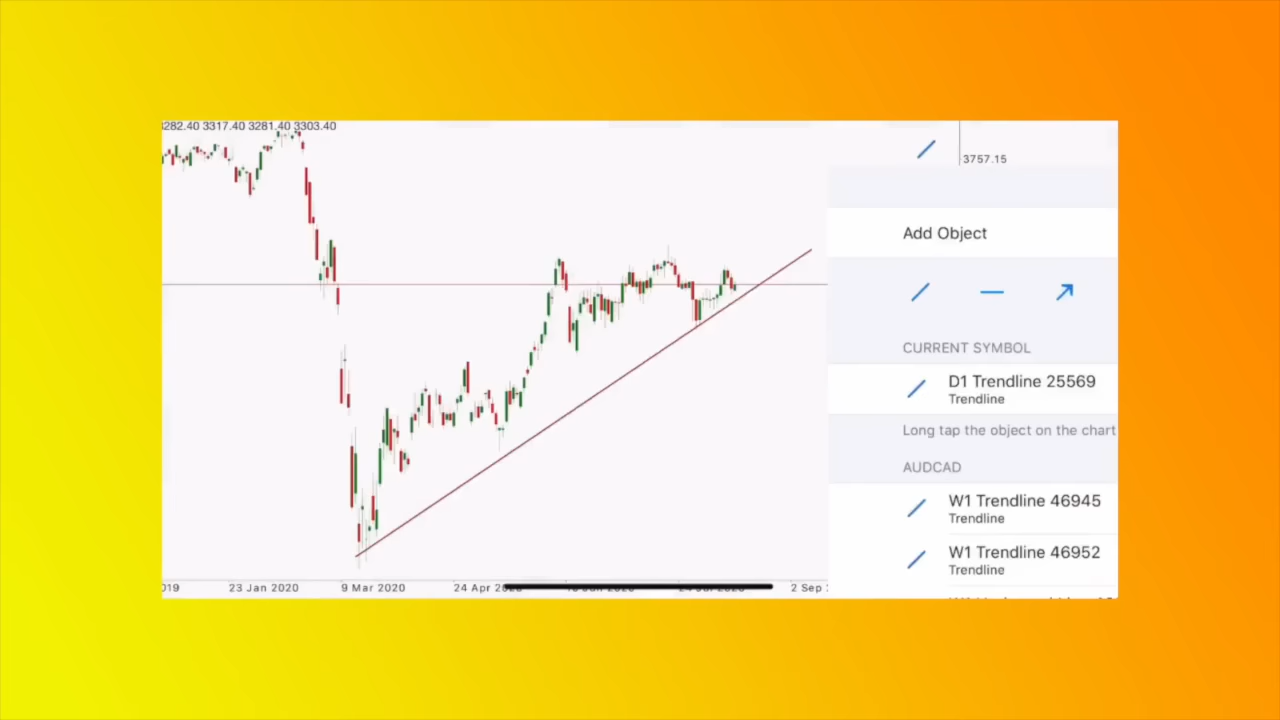 282.40 3317.40 3281.40 3303.40
3757.15
Add Object
CURRENT SYMBOL
D1 Trendline 25569
Trendline
Long tap the object on the chart
AUDCAD
W1 Trendline 46945
Trendline
W1 Trendline 46952
Trendline
019 23 Jan 2020 9 Mar 2020 24 Apr 2 Sep